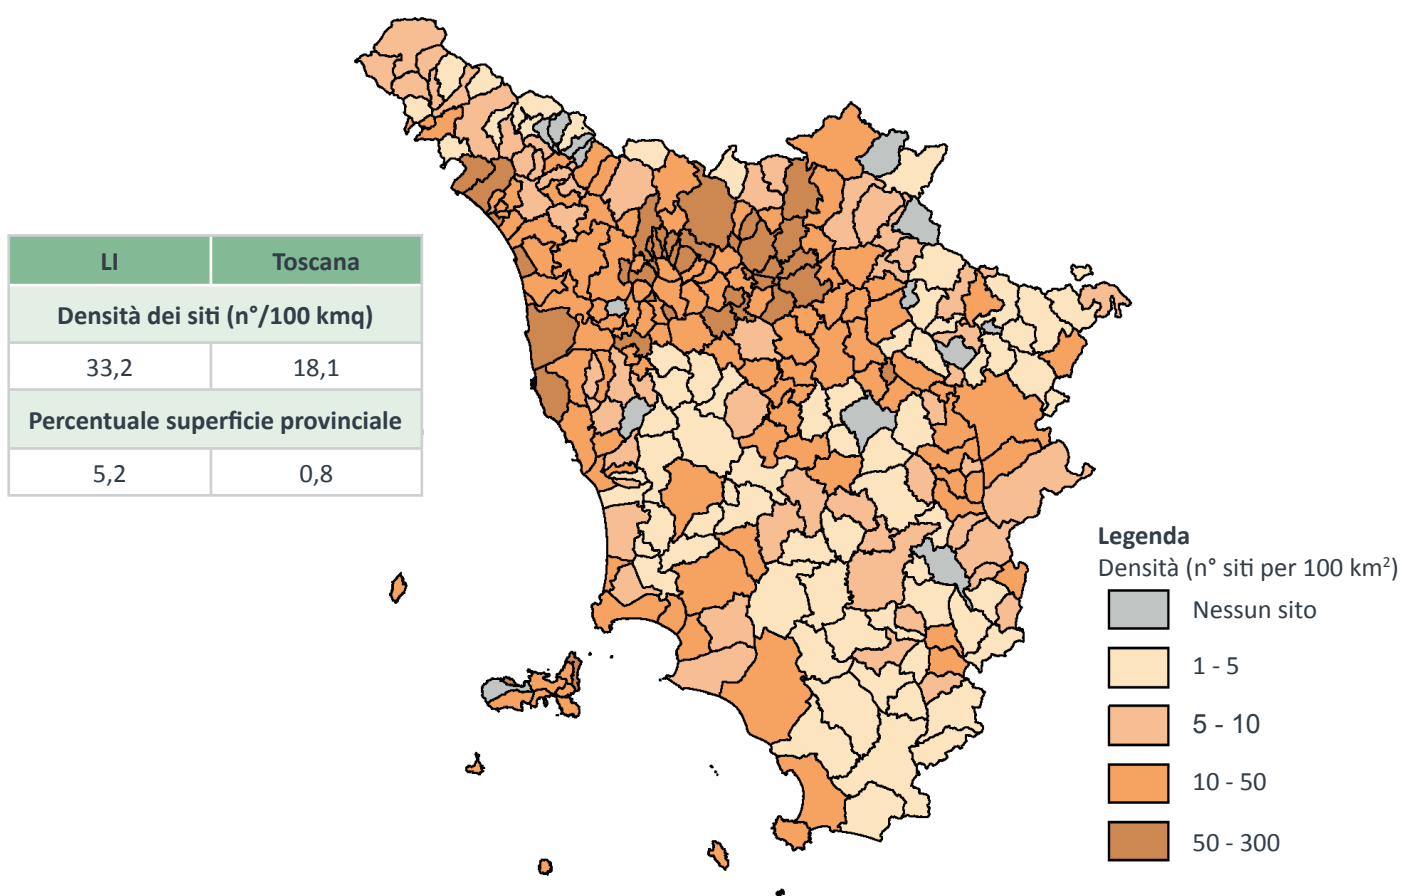 LI Toscana
Densità dei siti (n°/100 kmq)
33,2 18,1
Percentuale superficie provinciale
5,2 0,8
Legenda
Densità (n° siti per 100 km²)
Nessun sito
1 - 5
5 - 10
10 - 50
50 - 300